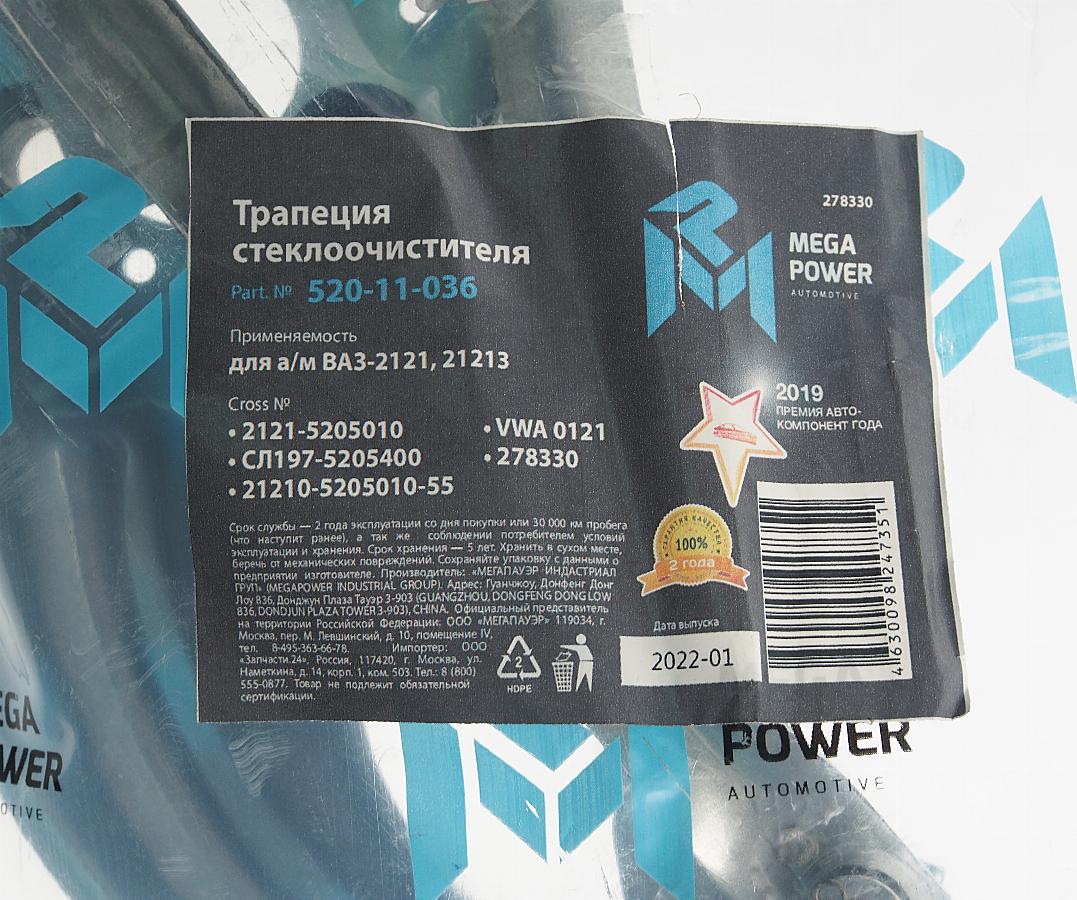 Трапеция
стеклоочистителя
Part. № 520-11-036
Применяемость
для а/м ВАЗ-2121, 21213
Cross №
• 2121-5205010
• СЛ197-5205400
• 21210-5205010-55
• VWA 0121
• 278330
Срок службы — 2 года эксплуатации со дня покупки или 30 000 км пробега
(что наступит ранее), а так же соблюдении потребителем условий
эксплуатации и хранения. Срок хранения — 5 лет. Хранить в сухом месте,
беречь от механических повреждений. Сохраняйте упаковку с данными о
предприятии изготовителе. Производитель: «МЕГАПАУЭР ИНДАСТРИАЛ
ГРУП» (MEGAPOWER INDUSTRIAL GROUP). Адрес: Гуанчжоу, Донфенг Донг
Лоу 836, Донджун Плаза Тауэр 3-903 (GUANGZHOU, DONGFENG DONG LOW
836, DONDJUN PLAZA TOWER 3-903), CHINA. Официальный представитель
на территории Российской Федерации: ООО «МЕГАПАУЭР» 119034, г.
Москва, пер. М. Левшинский, д. 10, помещение IV,
тел. 8-495-363-66-78. Импортер: ООО
«Запчасти.24», Россия, 117420, г. Москва, ул.
Наметкина, д. 14, корп. 1, ком. 503. Тел.: 8 (800)
555-0877. Товар не подлежит обязательной
сертификации.
278330
MEGA
POWER
AUTOMOTIVE
2019
ПРЕМИЯ АВТО-
КОМПОНЕНТ ГОДА
ГАРАНТИЯ КАЧЕСТВА
100%
2 года
Дата выпуска
2022-01
2
HDPE
4630098247351
POWER
AUTOMOTIVE
EGA
WER
OTIVE